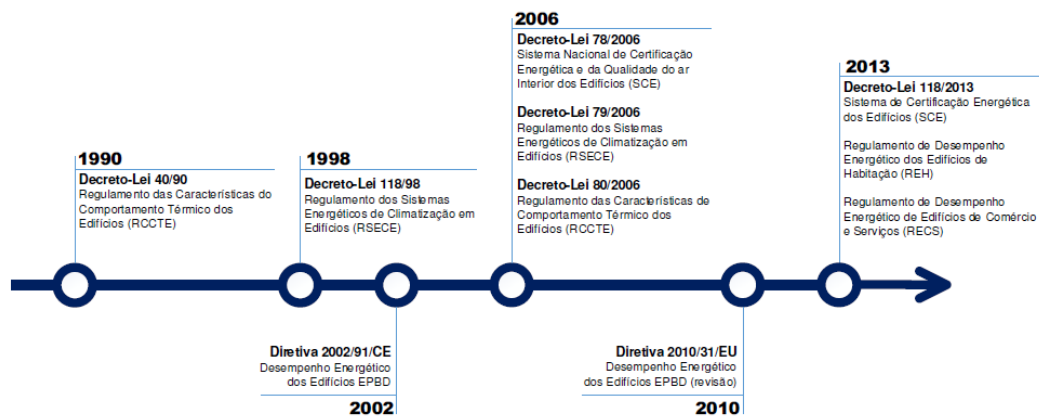 1990
Decreto-Lei 40/90
Regulamento das Características do
Comportamento Térmico dos
Edifícios (RCCTE)
1998
Decreto-Lei 118/98
Regulamento dos Sistemas
Energéticos de Climatização em
Edifícios (RSECE)
2006
Decreto-Lei 78/2006
Sistema Nacional de Certificação
Energética e da Qualidade do ar
Interior dos Edifícios (SCE)
Decreto-Lei 79/2006
Regulamento dos Sistemas
Energéticos de Climatização em
Edifícios (RSECE)
Decreto-Lei 80/2006
Regulamento das Características de
Comportamento Térmico dos
Edifícios (RCCTE)
2013
Decreto-Lei 118/2013
Sistema de Certificação Energética
dos Edifícios (SCE)
Regulamento de Desempenho
Energético dos Edifícios de
Habitação (REH)
Regulamento de Desempenho
Energético de Edifícios de Comércio
e Serviços (RECS)
Diretiva 2002/91/CE
Desempenho Energético
dos Edifícios EPBD
2002
Diretiva 2010/31/EU
Desempenho Energético
dos Edifícios EPBD (revisão)
2010